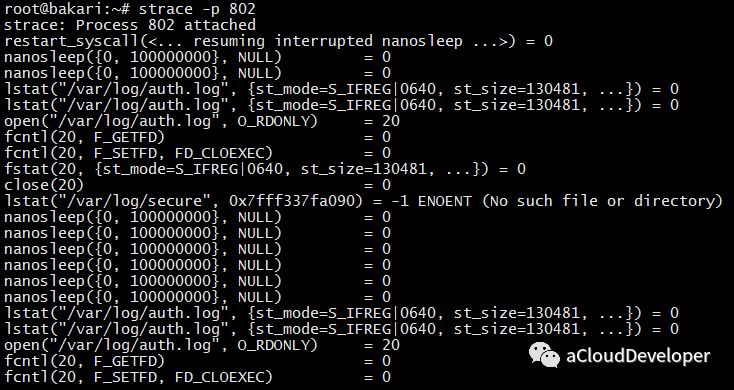 root@bakari:~# strace -p 802
strace: Process 802 attached
restart_syscall(<... resuming interrupted nanosleep ...>) = 0
nanosleep({0, 100000000}, NULL)         = 0
nanosleep({0, 100000000}, NULL)         = 0
lstat("/var/log/auth.log", {st_mode=S_IFREG|0640, st_size=130481, ...}) = 0
lstat("/var/log/auth.log", {st_mode=S_IFREG|0640, st_size=130481, ...}) = 0
open("/var/log/auth.log", O_RDONLY)     = 20
fcntl(20, F_GETFD)                      = 0
fcntl(20, F_SETFD, FD_CLOEXEC)          = 0
fstat(20, {st_mode=S_IFREG|0640, st_size=130481, ...}) = 0
close(20)                               = 0
lstat("/var/log/secure", 0x7fff337fa090) = -1 ENOENT (No such file or directory)
nanosleep({0, 100000000}, NULL)         = 0
nanosleep({0, 100000000}, NULL)         = 0
nanosleep({0, 100000000}, NULL)         = 0
nanosleep({0, 100000000}, NULL)         = 0
nanosleep({0, 100000000}, NULL)         = 0
lstat("/var/log/auth.log", {st_mode=S_IFREG|0640, st_size=130481, ...}) = 0
lstat("/var/log/auth.log", {st_mode=S_IFREG|0640, st_size=130481, ...}) = 0
open("/var/log/auth.log", O_RDONLY)     = 20
fcntl(20, F_GETFD)                      = 0
fcntl(20, F_SETFD, FD_CLOEXEC)          = 0
aCloudDeveloper